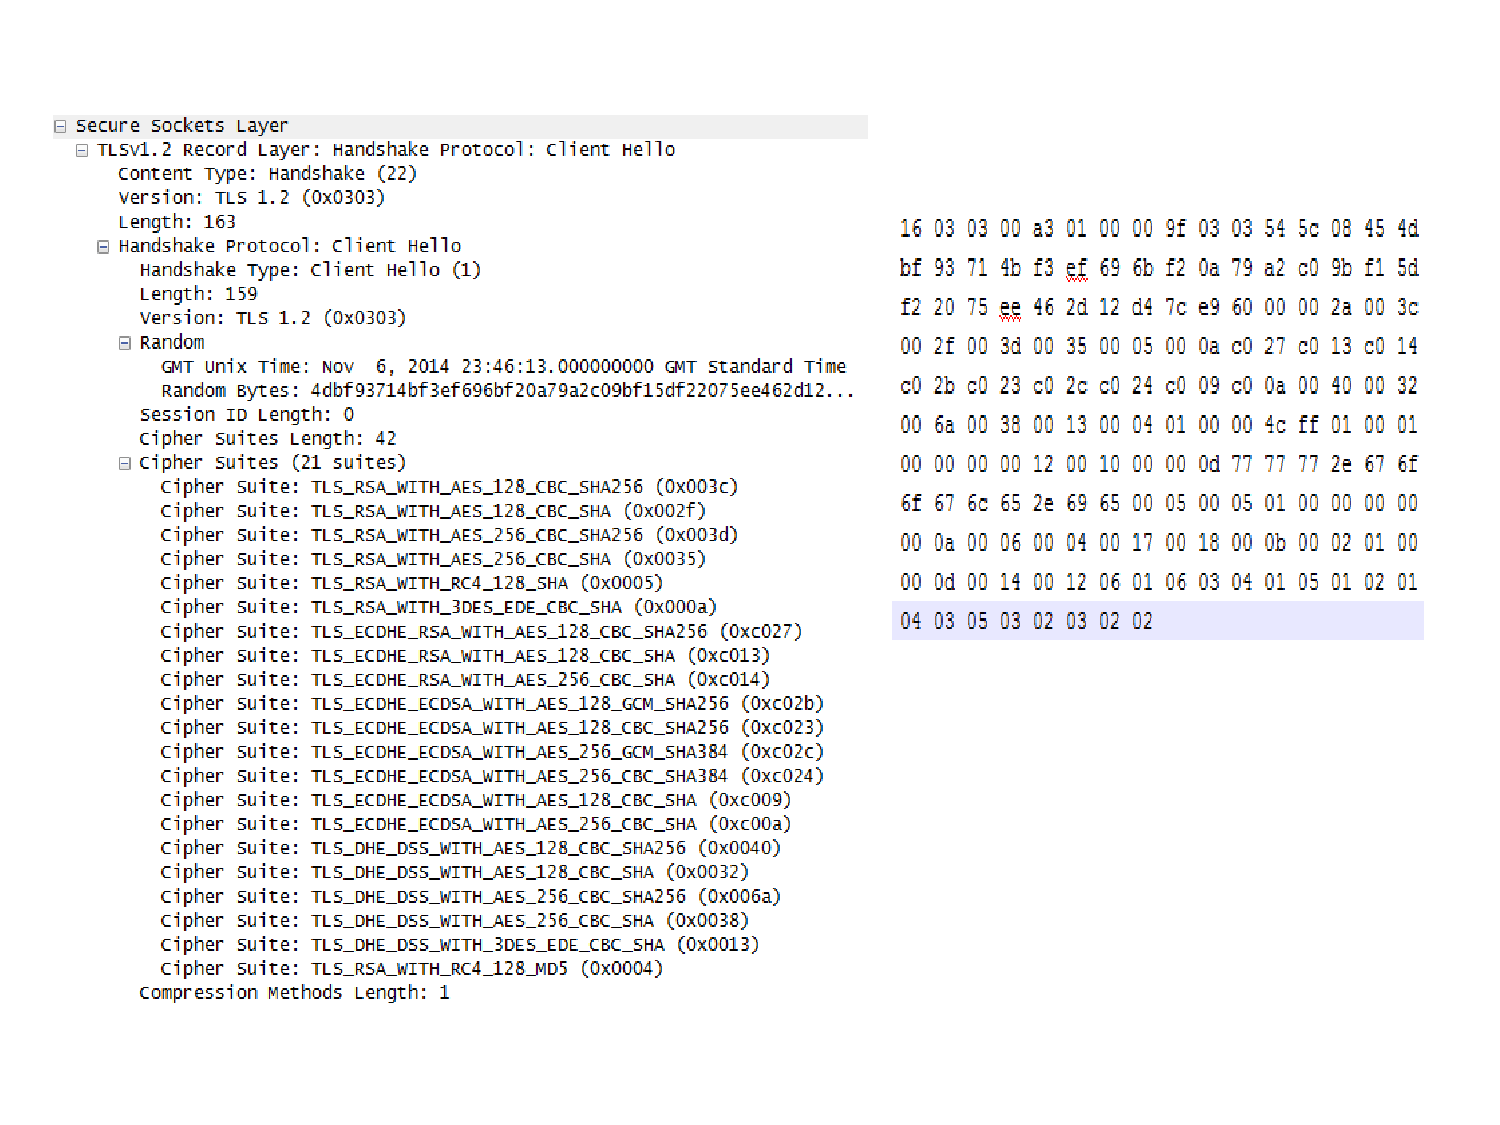 Secure Sockets Layer
TLSv1.2 Record Layer: Handshake Protocol: Client Hello
Content Type: Handshake (22)
Version: TLS 1.2 (0x0303)
Length: 163
Handshake Protocol: Client Hello
Handshake Type: Client Hello (1)
Length: 159
Version: TLS 1.2 (0x0303)
Random
GMT Unix Time: Nov  6, 2014 23:46:13.000000000 GMT Standard Time
Random Bytes: 4dbf93714bf3ef696bf20a79a2c09bf15df22075ee462d12...
Session ID Length: 0
Cipher Suites Length: 42
Cipher Suites (21 suites)
Cipher Suite: TLS_RSA_WITH_AES_128_CBC_SHA256 (0x003c)
Cipher Suite: TLS_RSA_WITH_AES_128_CBC_SHA (0x002f)
Cipher Suite: TLS_RSA_WITH_AES_256_CBC_SHA256 (0x003d)
Cipher Suite: TLS_RSA_WITH_AES_256_CBC_SHA (0x0035)
Cipher Suite: TLS_RSA_WITH_RC4_128_SHA (0x0005)
Cipher Suite: TLS_RSA_WITH_3DES_EDE_CBC_SHA (0x000a)
Cipher Suite: TLS_ECDHE_RSA_WITH_AES_128_CBC_SHA256 (0xc027)
Cipher Suite: TLS_ECDHE_RSA_WITH_AES_128_CBC_SHA (0xc013)
Cipher Suite: TLS_ECDHE_RSA_WITH_AES_256_CBC_SHA (0xc014)
Cipher Suite: TLS_ECDHE_ECDSA_WITH_AES_128_GCM_SHA256 (0xc02b)
Cipher Suite: TLS_ECDHE_ECDSA_WITH_AES_128_CBC_SHA256 (0xc023)
Cipher Suite: TLS_ECDHE_ECDSA_WITH_AES_256_GCM_SHA384 (0xc02c)
Cipher Suite: TLS_ECDHE_ECDSA_WITH_AES_256_CBC_SHA384 (0xc024)
Cipher Suite: TLS_ECDHE_ECDSA_WITH_AES_128_CBC_SHA (0xc009)
Cipher Suite: TLS_ECDHE_ECDSA_WITH_AES_256_CBC_SHA (0xc00a)
Cipher Suite: TLS_DHE_DSS_WITH_AES_128_CBC_SHA256 (0x0040)
Cipher Suite: TLS_DHE_DSS_WITH_AES_128_CBC_SHA (0x0032)
Cipher Suite: TLS_DHE_DSS_WITH_AES_256_CBC_SHA256 (0x006a)
Cipher Suite: TLS_DHE_DSS_WITH_AES_256_CBC_SHA (0x0038)
Cipher Suite: TLS_DHE_DSS_WITH_3DES_EDE_CBC_SHA (0x0013)
Cipher Suite: TLS_RSA_WITH_RC4_128_MD5 (0x0004)
Compression Methods Length: 1
16 03 03 00 a3 01 00 00 9f 03 03 54 5c 08 45 4d
bf 93 71 4b f3 ef 69 6b f2 0a 79 a2 c0 9b f1 5d
f2 20 75 ee 46 2d 12 d4 7c e9 60 00 00 2a 00 3c
00 2f 00 3d 00 35 00 05 00 0a c0 27 c0 13 c0 14
c0 2b c0 23 c0 2c c0 24 c0 09 c0 0a 00 40 00 32
00 6a 00 38 00 13 00 04 01 00 00 4c ff 01 00 01
00 00 00 00 12 00 10 00 00 0d 77 77 77 2e 67 6f
6f 67 6c 65 2e 69 65 00 05 00 05 01 00 00 00 00
00 0a 00 06 00 04 00 17 00 18 00 0b 00 02 01 00
00 0d 00 14 00 12 06 01 06 03 04 01 05 01 02 01
04 03 05 03 02 03 02 02